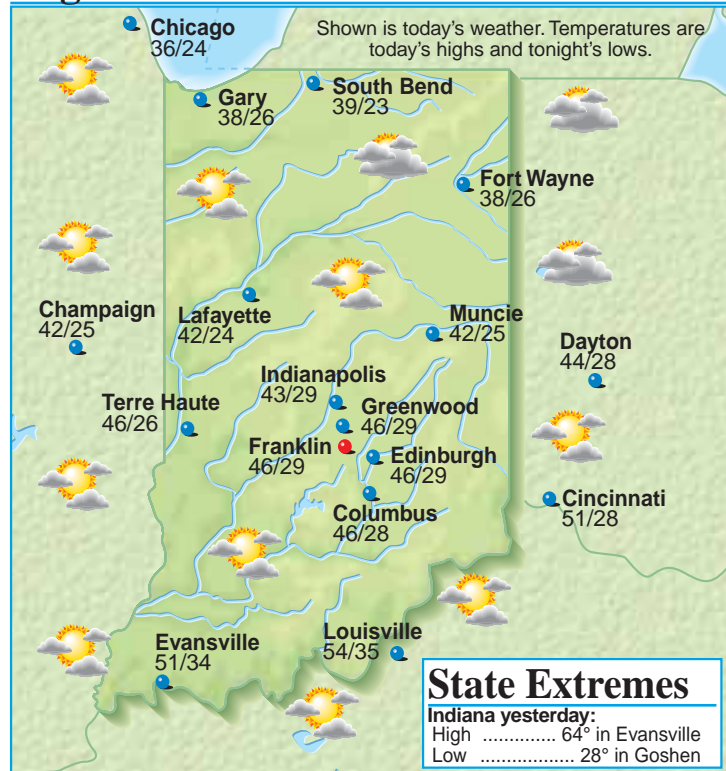 Chicago
36/24
Shown is today's weather. Temperatures are
today's highs and tonight's lows.
Gary
38/26
South Bend
39/23
Fort Wayne
38/26
Champaign
42/25
Lafayette
42/24
Muncie
42/25
Dayton
44/28
Indianapolis
43/29
Terre Haute
46/26
Greenwood
46/29
Franklin
46/29
Edinburgh
46/29
Columbus
46/28
Cincinnati
51/28
Evansville
51/34
Louisville
54/35
State Extremes
Indiana yesterday:
High .............. 64° in Evansville
Low .................. 28° in Goshen